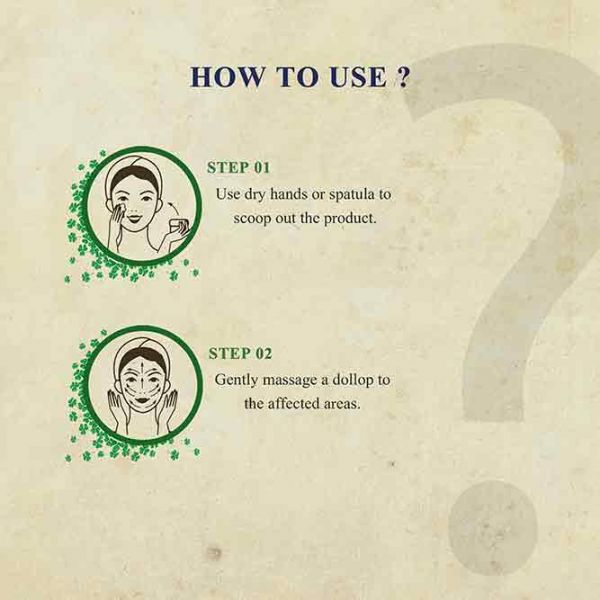 HOW TO USE ?
STEP 01
Use dry hands or spatula to
scoop out the product.
STEP 02
Gently massage a dollop to
the affected areas.